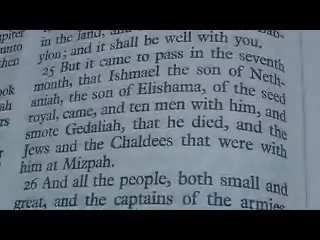 in the land, and
ylon; and it shall be well with you.
25 But it came to pass in the seventh
month, that Ishmael the son of Neth-
aniah, the son of Elishama, of the seed
royal, came, and ten men with him, and
smote Gedaliah, that he died, and the
Jews and the Chaldees that were with
him at Mizpah.
26 And all the people, both small and
great, and the captains of the armies